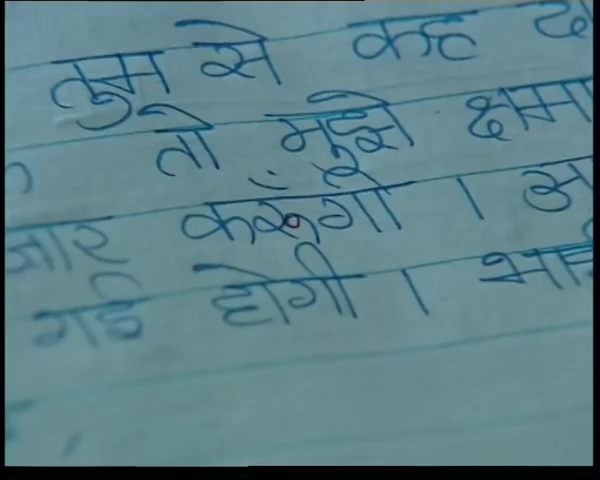 तुम से कह
तो मुझे क्षमा
करूँगी ।
गई होगी ।